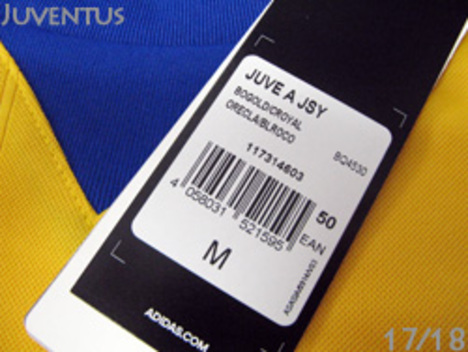 JUVENTUS
JUVE A JSY
BOGOLD/CROYAL
ORECLA/BLROCO
117314603
BQ4530
4 058031 521595
50
EAN
M
ADIDAS.COM
17/18